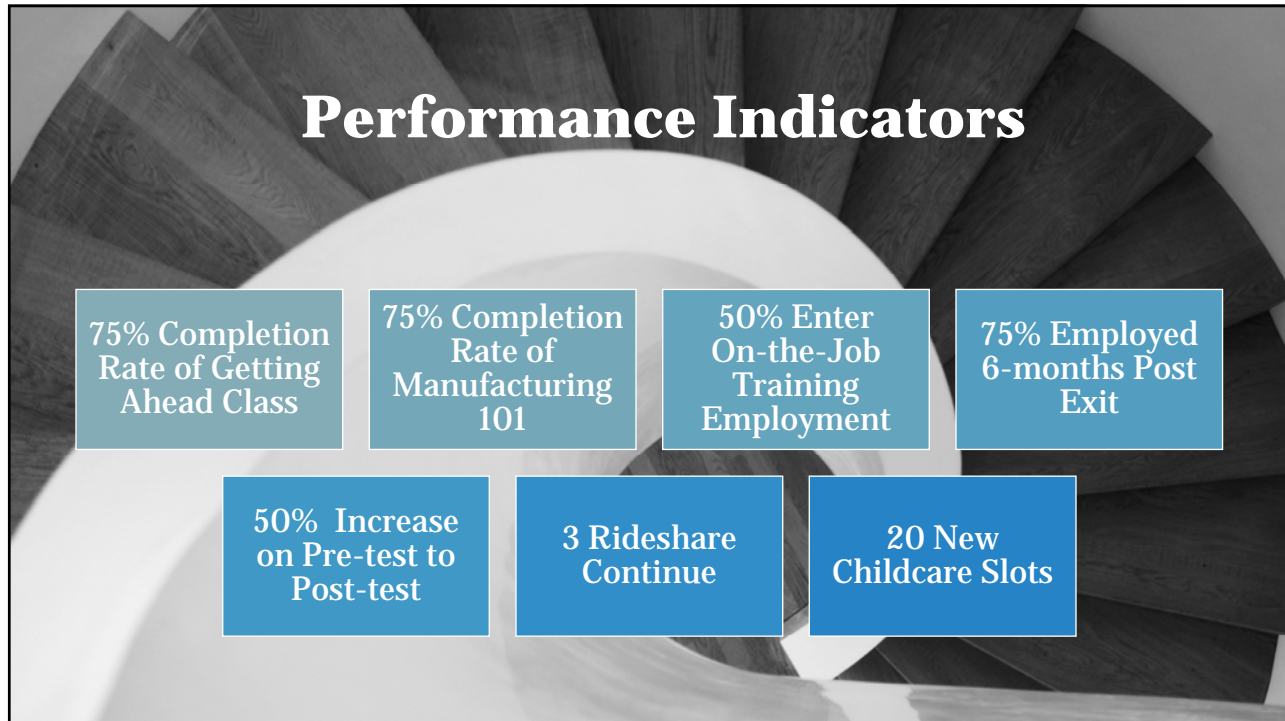 Performance Indicators
75% Completion
Rate of Getting
Ahead Class
75% Completion
Rate of
Manufacturing
101
50% Enter
On-the-Job
Training
Employment
75% Employed
6-months Post
Exit
50%  Increase
on Pre-test to
Post-test
3 Rideshare
Continue
20 New
Childcare Slots